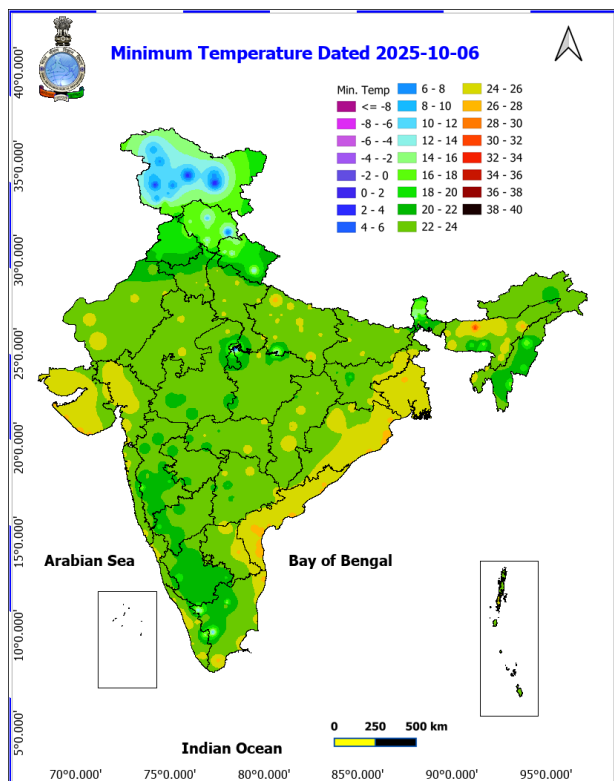 Minimum Temperature Dated 2025-10-06
Min. Temp
<= -8
-8 - -6
-6 - -4
-4 - -2
-2 - 0
0 - 2
2 - 4
4 - 6
6 - 8
8 - 10
10 - 12
12 - 14
14 - 16
16 - 18
18 - 20
20 - 22
22 - 24
24 - 26
26 - 28
28 - 30
30 - 32
32 - 34
34 - 36
36 - 38
38 - 40
40°0.000'
35°0.000'
30°0.000'
25°0.000'
20°0.000'
15°0.000'
10°0.000'
5°0.000'
Arabian Sea
Bay of Bengal
Indian Ocean
0 250 500 km
70°0.000' 75°0.000' 80°0.000' 85°0.000' 90°0.000' 95°0.000'